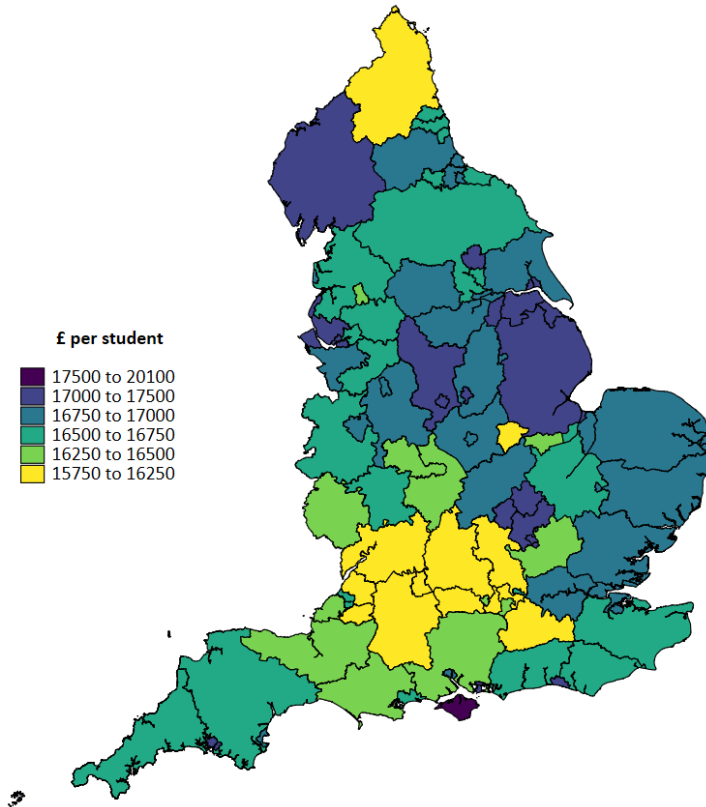 £ per student
17500 to 20100
17000 to 17500
16750 to 17000
16500 to 16750
16250 to 16500
15750 to 16250